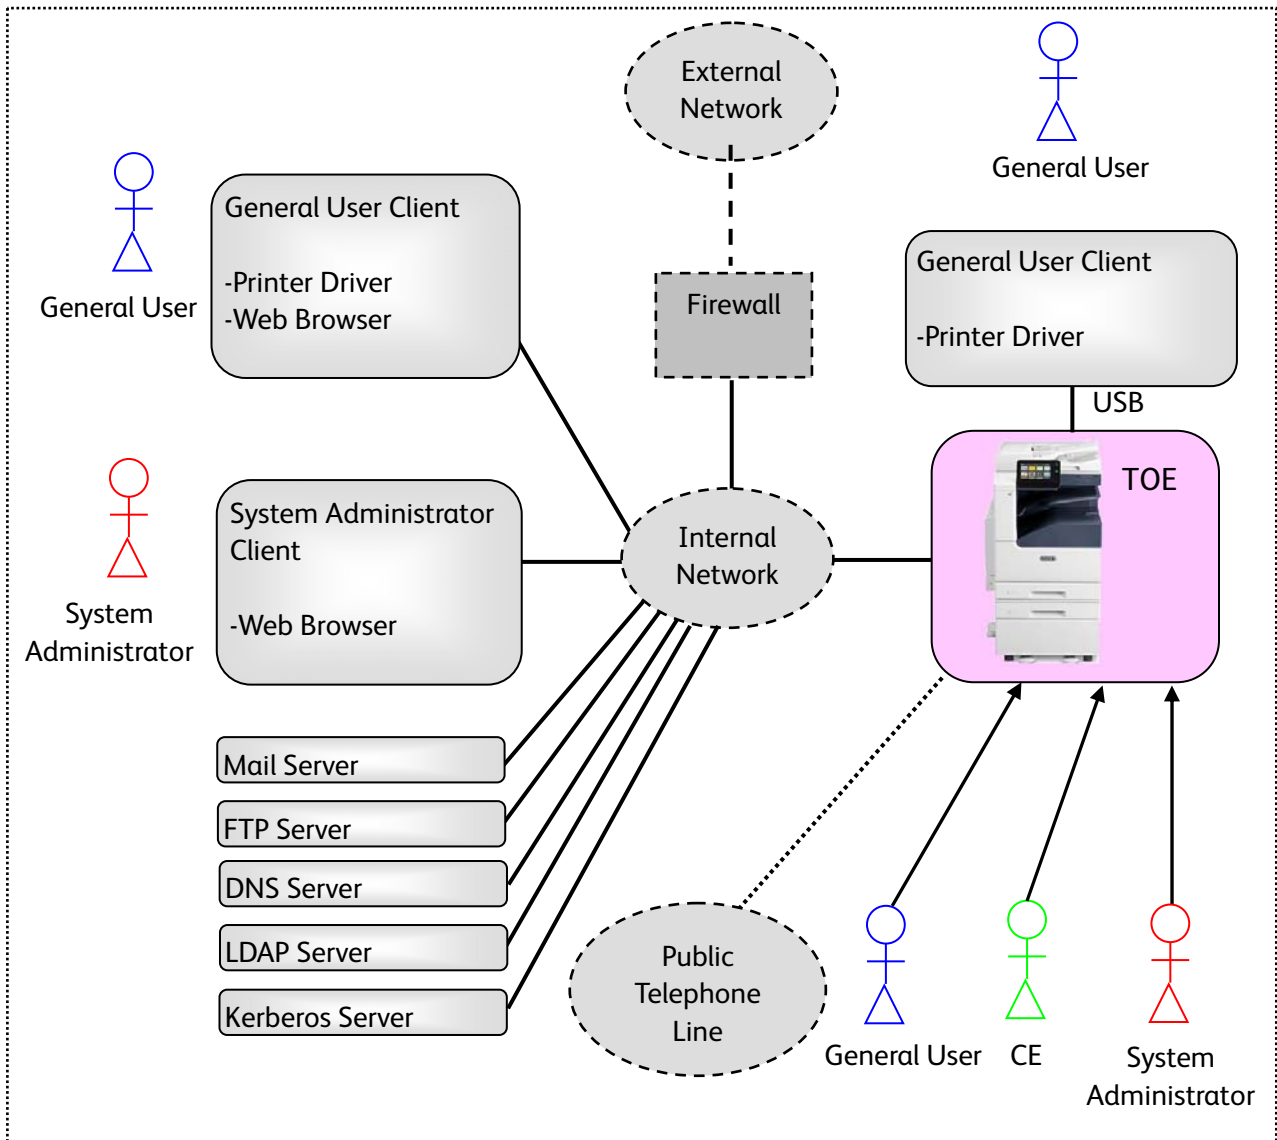 External
Network
General User
General User Client
-Printer Driver
-Web Browser
General User
Firewall
General User Client
-Printer Driver
USB
TOE
System Administrator
Client
-Web Browser
System
Administrator
Internal
Network
Mail Server
FTP Server
DNS Server
LDAP Server
Kerberos Server
Public
Telephone
Line
General User
CE
System
Administrator